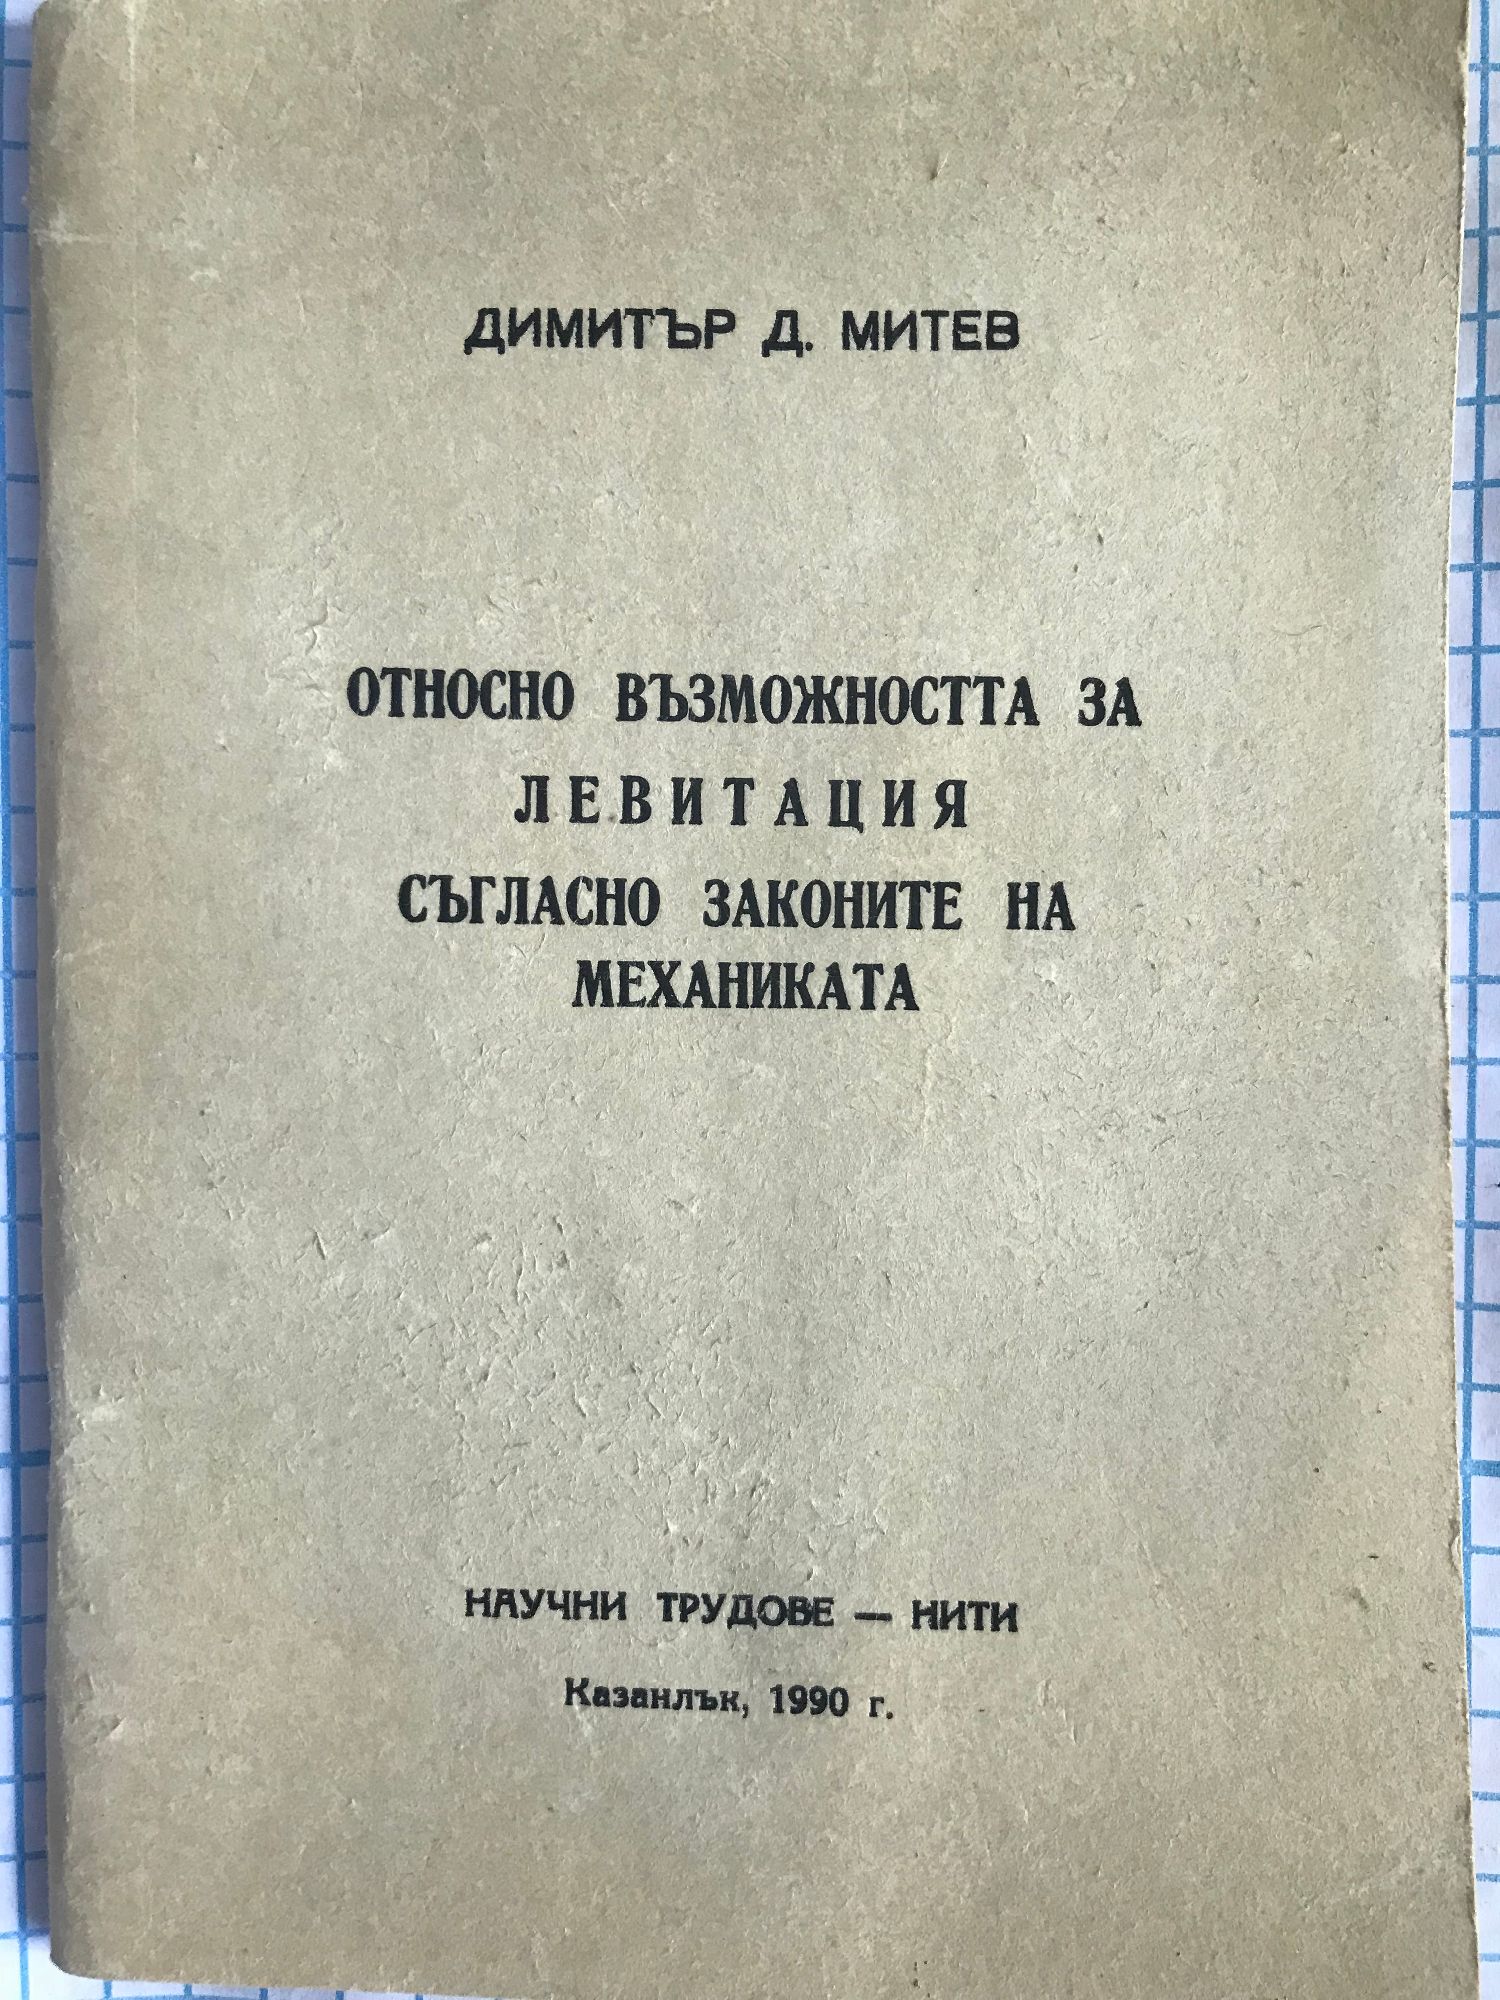 ДИМИТЪР Д. МИТЕВ
ОТНОСНО ВЪЗМОЖНОСТТА ЗА
ЛЕВИТАЦИЯ
СЪГЛАСНО ЗАКОНИТЕ НА
МЕХАНИКАТА
НАУЧНИ ТРУДОВЕ — НИТИ
Казанлък, 1990 г.